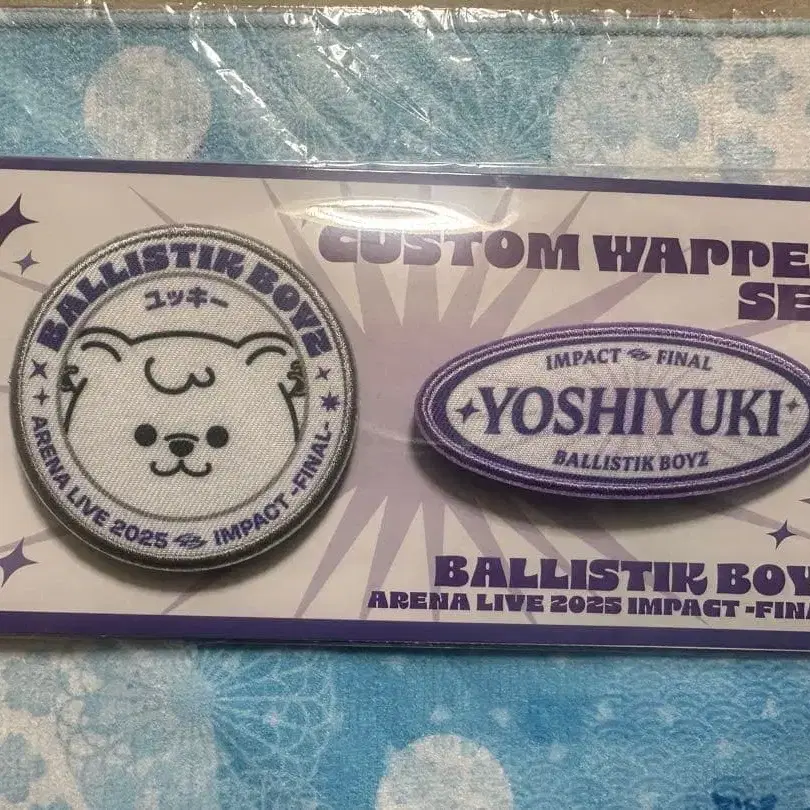 CUSTOM WAPPE
SE
BALLISTIK BOYZ
ユッキー
ARENA LIVE 2025 IMPACT -FINAL-
IMPACT FINAL
YOSHIYUKI
BALLISTIK BOYZ
BALLISTIK BOY
ARENA LIVE 2025 IMPACT -FINA